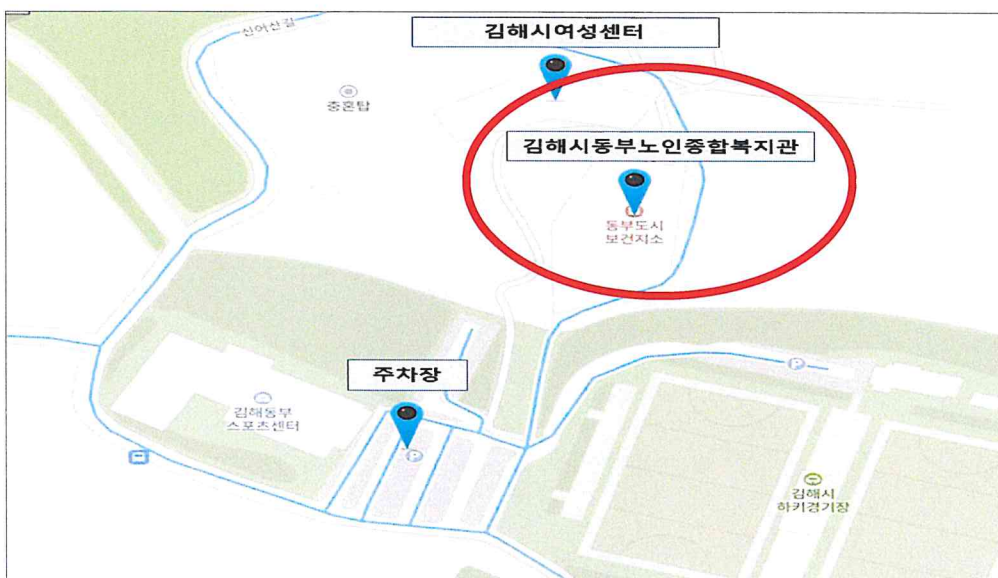 김해시여성센터
신어산길
충혼탑
김해시동부노인종합복지관
동부도시
보건지소
주차장
P
김해동부
스포츠센터
P
김해시
하키경기장